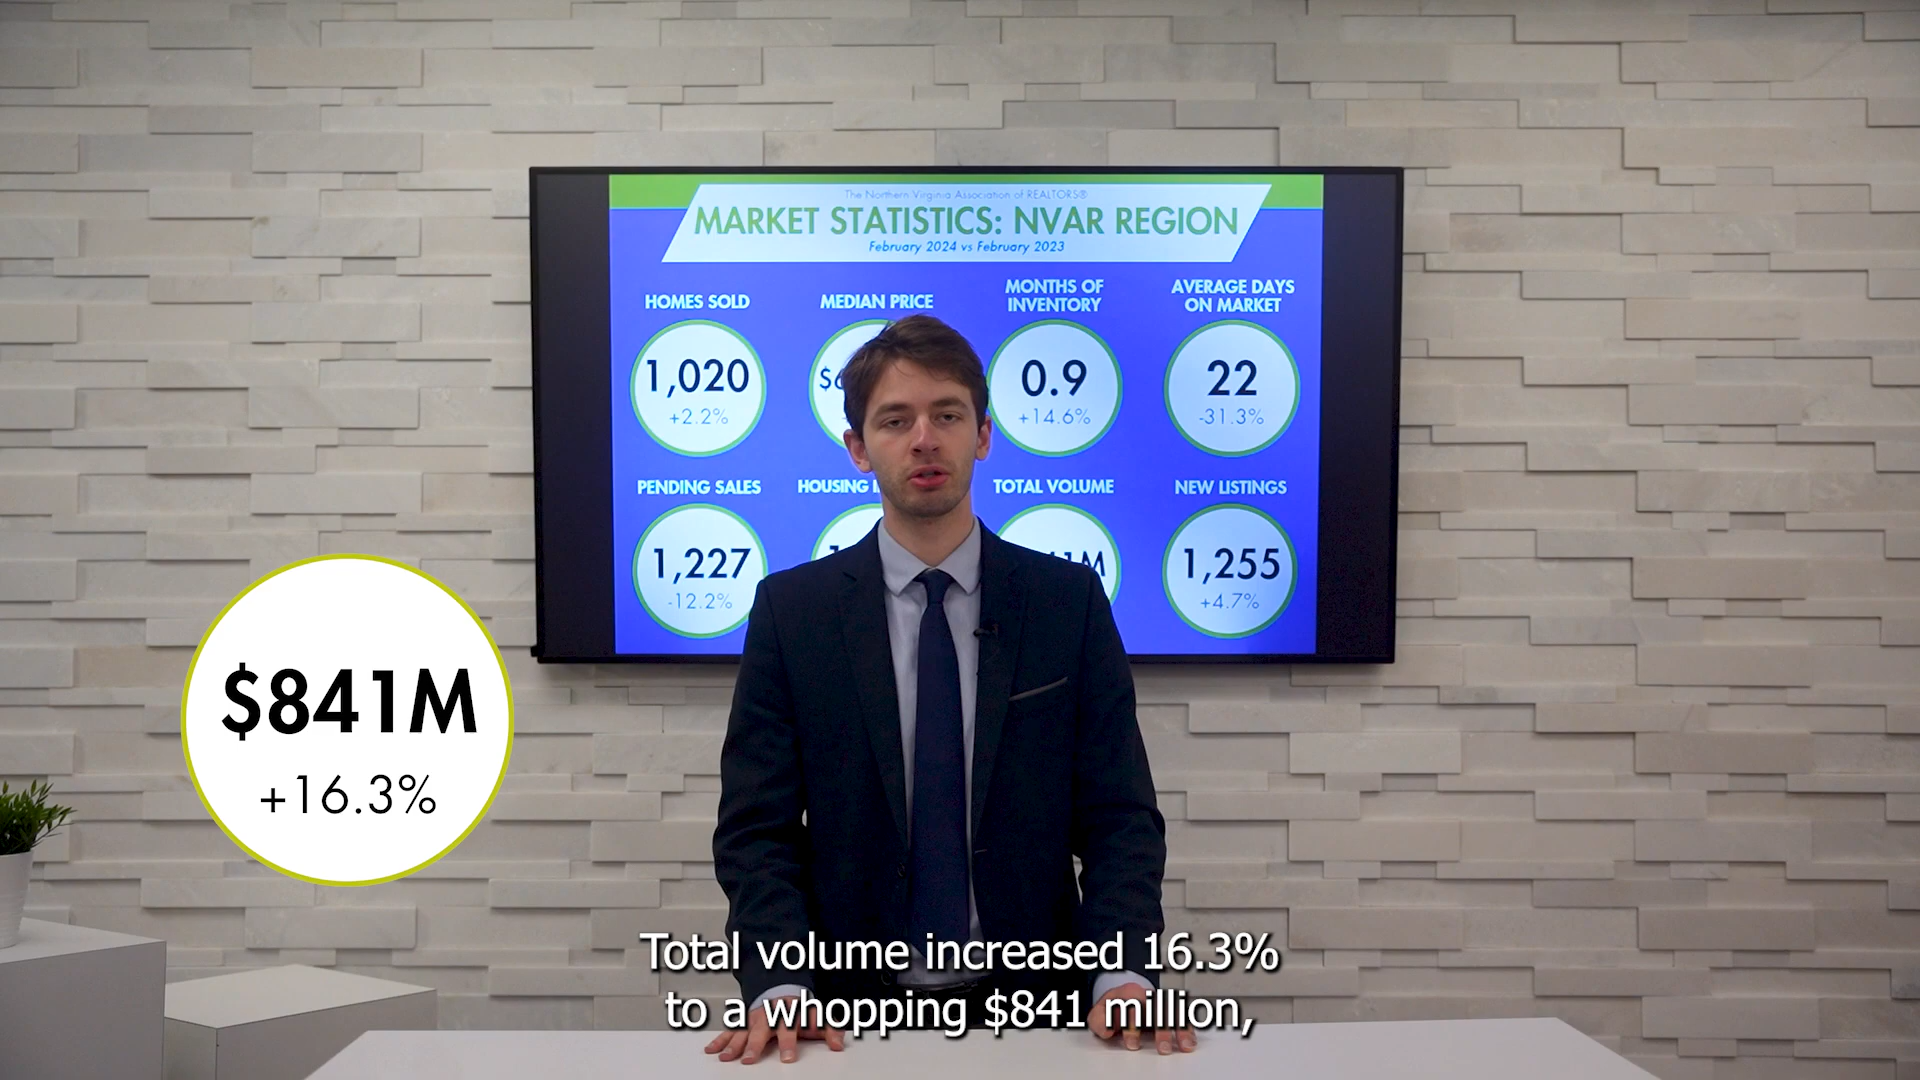 The Northern Virginia Association of REALTORS®
MARKET STATISTICS: NVAR REGION
February 2024 vs February 2023
HOMES SOLD
1,020
+2.2%
MEDIAN PRICE
MONTHS OF
INVENTORY
0.9
+14.6%
AVERAGE DAYS
ON MARKET
22
-31.3%
PENDING SALES
1,227
-12.2%
HOUSING
TOTAL VOLUME
NEW LISTINGS
1,255
+4.7%
$841M
+16.3%
Total volume increased 16.3%
to a whopping $841 million,